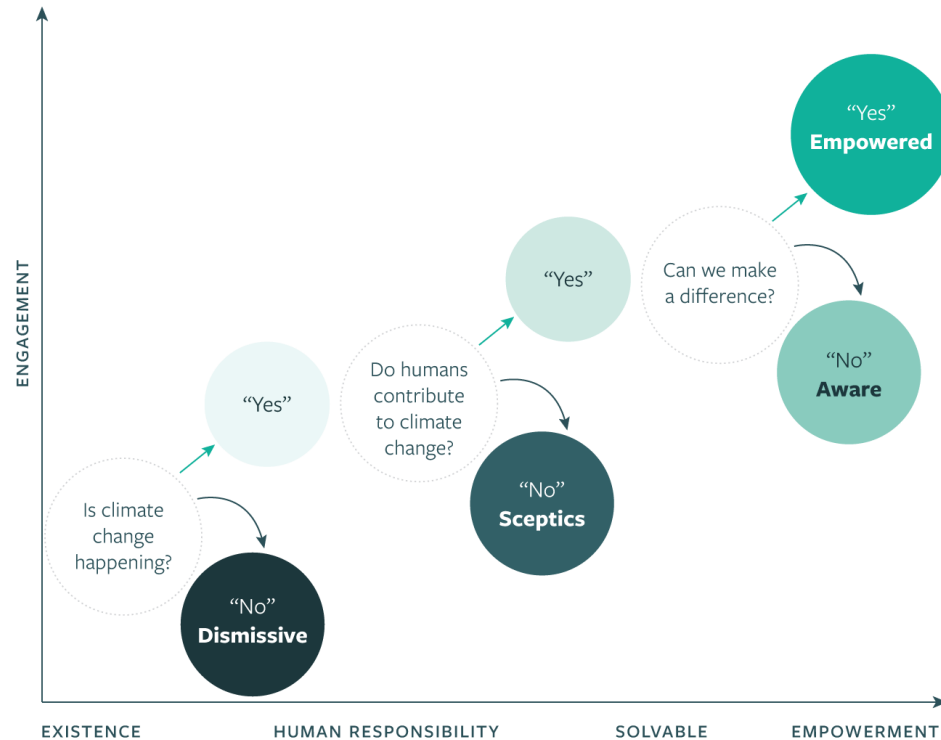 ENGAGEMENT
Is climate
change
happening?
“Yes”
“No”
Dismissive
Do humans
contribute
to climate
change?
“Yes”
“No”
Sceptics
Can we make
a difference?
“Yes”
Empowered
“No”
Aware
EXISTENCE
HUMAN RESPONSIBILITY
SOLVABLE
EMPOWERMENT